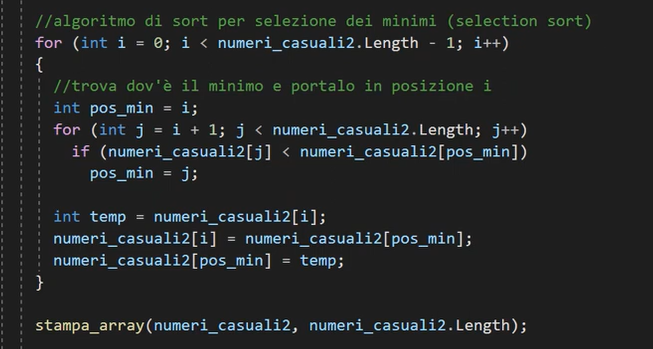 //algoritmo di sort per selezione dei minimi (selection sort)
for (int i = 0; i < numeri_casuali2.Length - 1; i++)
{
//trova dov'è il minimo e portalo in posizione i
int pos_min = i;
for (int j = i + 1; j < numeri_casuali2.Length; j++)
if (numeri_casuali2[j] < numeri_casuali2[pos_min])
pos_min = j;
int temp = numeri_casuali2[i];
numeri_casuali2[i] = numeri_casuali2[pos_min];
numeri_casuali2[pos_min] = temp;
}
stampa_array(numeri_casuali2, numeri_casuali2.Length);